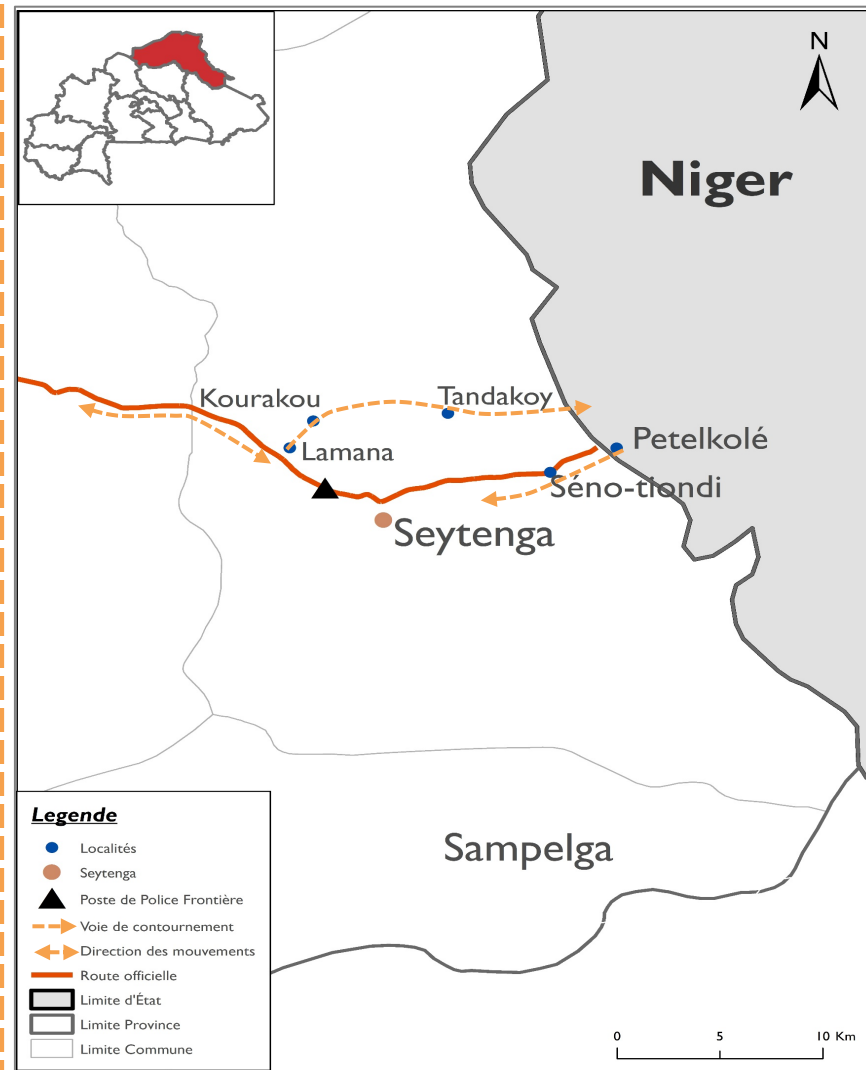 N
Niger
Kourakou
Tandakoy
Lamana
Petelkolé
Séno-tiondi
Seytenga
Sampelga
Legende
Localités
Seytenga
Poste de Police Frontière
Voie de contournement
Direction des mouvements
Route officielle
Limite d'État
Limite Province
Limite Commune
0 5 10 Km